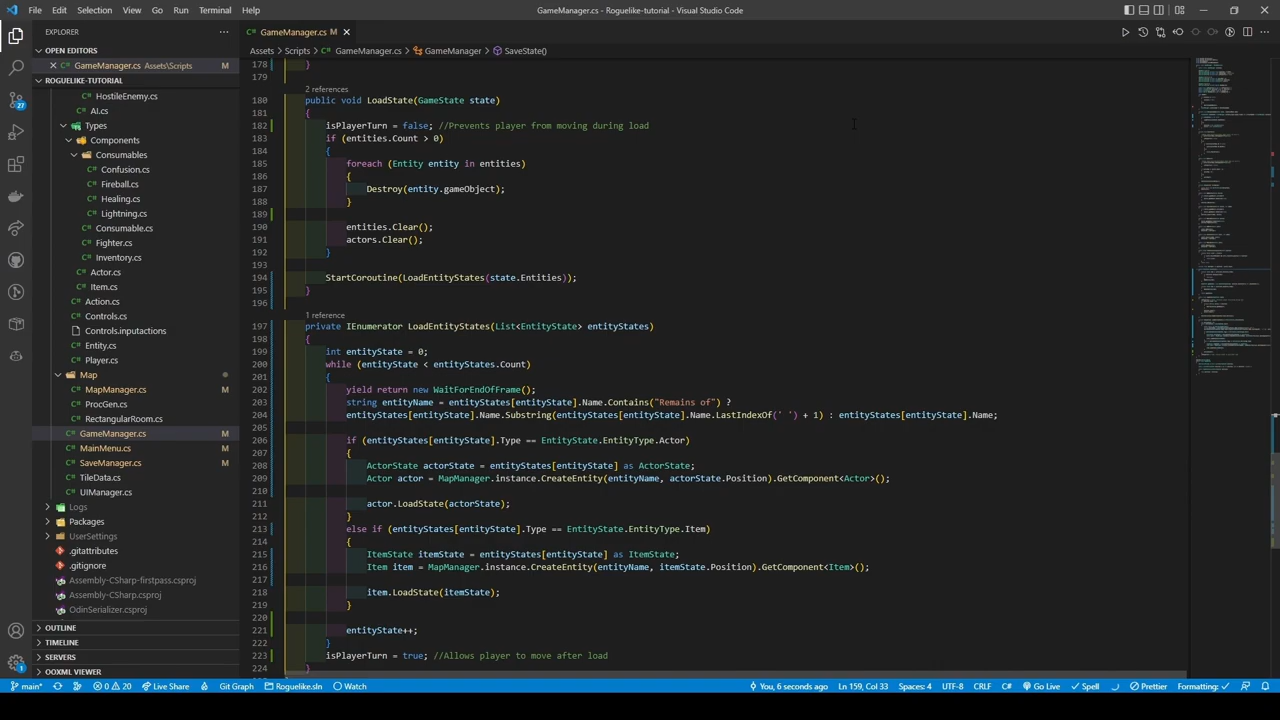 File Edit Selection View Go Run Terminal Help
GameManager.cs - Roguelike-tutorial - Visual Studio Code
EXPLORER
OPEN EDITORS
GameManager.cs Assets\Scripts M
ROGUELIKE-TUTORIAL
HostileEnemy.cs
AI.cs
Types
Components
Consumables
Confusion.cs
Fireball.cs
Healing.cs
Lightning.cs
Consumable.cs
Fighter.cs
Inventory.cs
Actor.cs
Item.cs
Action.cs
Controls.cs
Controls.inputactions
Entity.cs
Player.cs
Map
MapManager.cs M
ProcGen.cs
RectangularRoom.cs
GameManager.cs M
MainMenu.cs M
SaveManager.cs M
TileData.cs
UIManager.cs
Logs
Packages
UserSettings
.gitattributes
.gitignore
Assembly-CSharp-firstpass.csproj
Assembly-CSharp.csproj
OdinSerializer.csproj
OUTLINE
TIMELINE
SERVERS
OOXML VIEWER
GameManager.cs M
Assets > Scripts > GameManager.cs > GameManager > SaveState()
178 }
179
2 references
180 public void LoadState(GameState state)
181 {
182 isPlayerTurn = false; //Prevents player from moving during load
183 if (entities.Count > 0)
184 {
185 foreach (Entity entity in entities)
186 {
187 Destroy(entity.gameObject);
188 }
189
190 entities.Clear();
191 actors.Clear();
192 }
193
194 StartCoroutine(LoadEntityStates(state.Entities));
195 }
196
1 reference
197 private IEnumerator LoadEntityStates(List<EntityState> entityStates)
198 {
199 int entityState = 0;
200 while (entityState < entityStates.Count)
201 {
202 yield return new WaitForEndOfFrame();
203 string entityName = entityStates[entityState].Name.Contains("Remains of") ?
204 entityStates[entityState].Name.Substring(entityStates[entityState].Name.LastIndexOf(' ') + 1) : entityStates[entityState].Name;
205
206 if (entityStates[entityState].Type == EntityState.EntityType.Actor)
207 {
208 ActorState actorState = entityStates[entityState] as ActorState;
209 Actor actor = MapManager.instance.CreateEntity(entityName, actorState.Position).GetComponent<Actor>();
210
211 actor.LoadState(actorState);
212 }
213 else if (entityStates[entityState].Type == EntityState.EntityType.Item)
214 {
215 ItemState itemState = entityStates[entityState] as ItemState;
216 Item item = MapManager.instance.CreateEntity(entityName, itemState.Position).GetComponent<Item>();
217
218 item.LoadState(itemState);
219 }
220
221 entityState++;
222 }
223 isPlayerTurn = true; //Allows player to move after load
224 }
main* 0 20 Live Share Git Graph Roguelike.sln Watch You, 6 seconds ago Ln 159, Col 33 Spaces: 4 UTF-8 CRLF C# Go Live Spell Prettier Formatting: